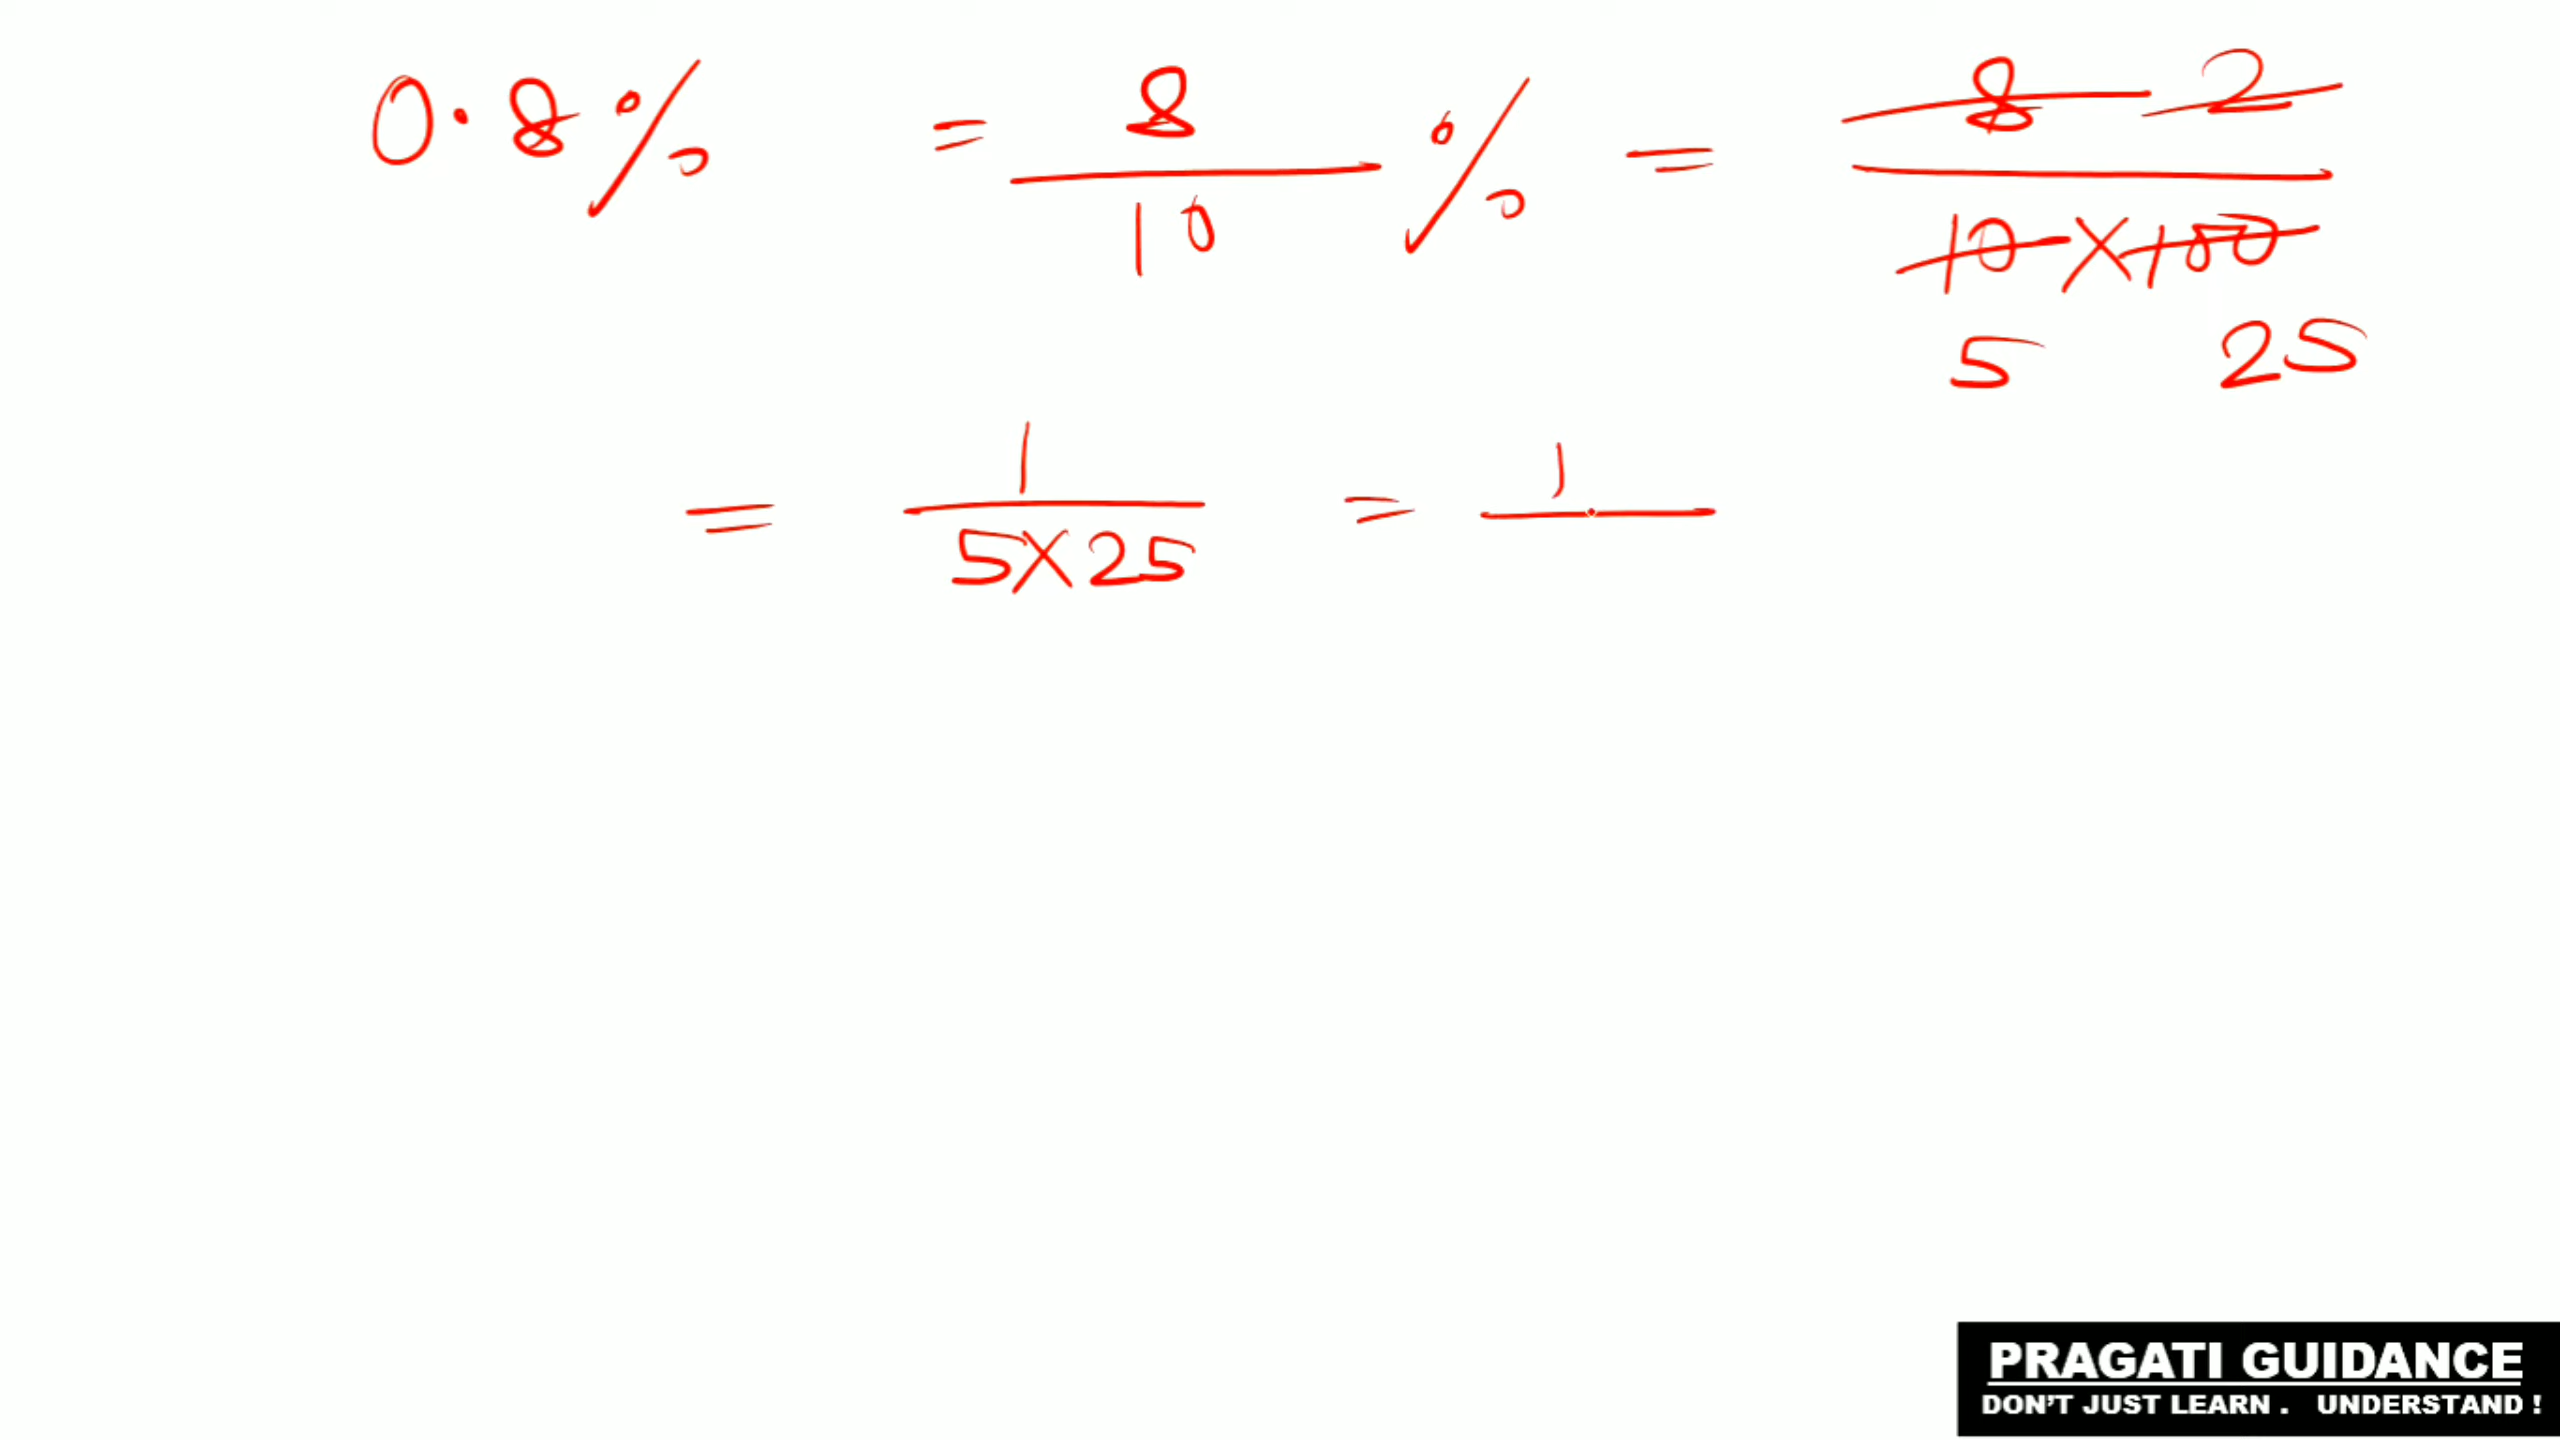 0.8% = 8/10 % = 8 2/10 X 100
5 25
= 1/5X25 = 1/
PRAGATI GUIDANCE
DON'T JUST LEARN . UNDERSTAND !